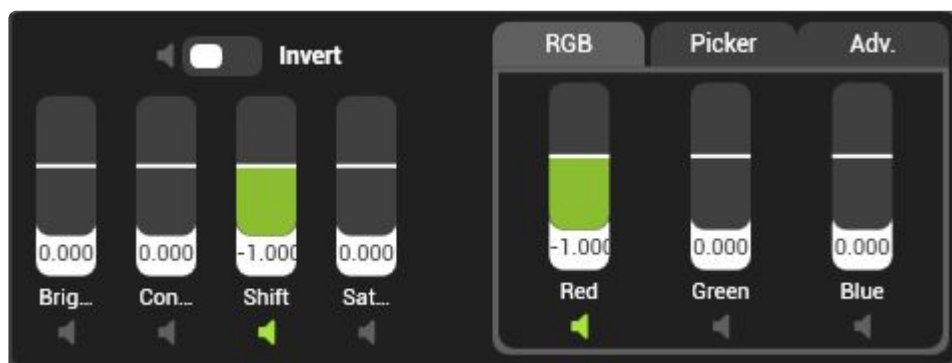 Invert
0.000 0.000 -1.000 0.000
Brig... Con... Shift Sat...
RGB Picker Adv.
-1.000 0.000 0.000
Red Green Blue